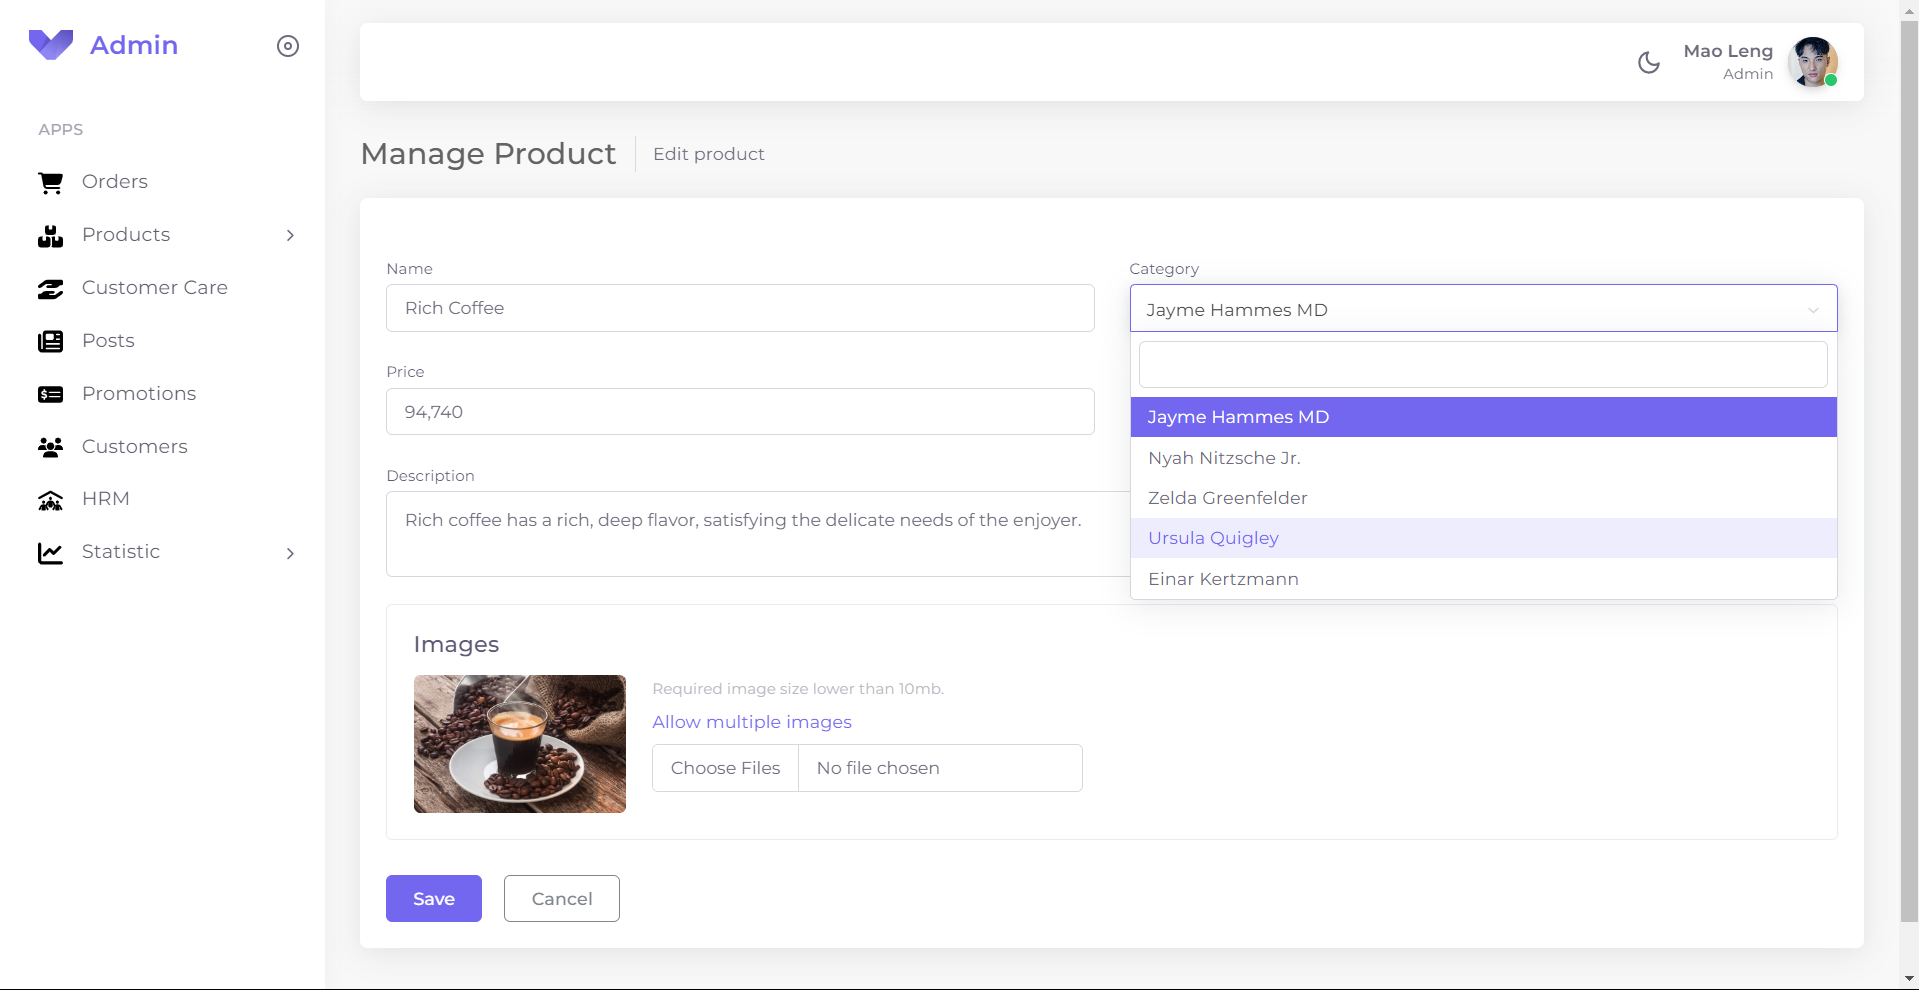 Admin
APPS
Orders
Products
Customer Care
Posts
Promotions
Customers
HRM
Statistic
Mao Leng
Admin
Manage Product
Edit product
Name
Rich Coffee
Category
Jayme Hammes MD
Jayme Hammes MD
Nyah Nitzsche Jr.
Zelda Greenfelder
Ursula Quigley
Einar Kertzmann
Price
94,740
Description
Rich coffee has a rich, deep flavor, satisfying the delicate needs of the enjoyer.
Images
Required image size lower than 10mb.
Allow multiple images
Choose Files No file chosen
Save Cancel